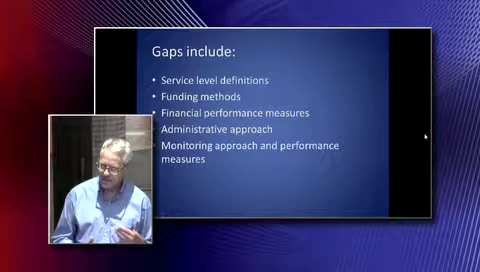 Gaps include:
• Service level definitions
• Funding methods
• Financial performance measures
• Administrative approach
• Monitoring approach and performance
measures